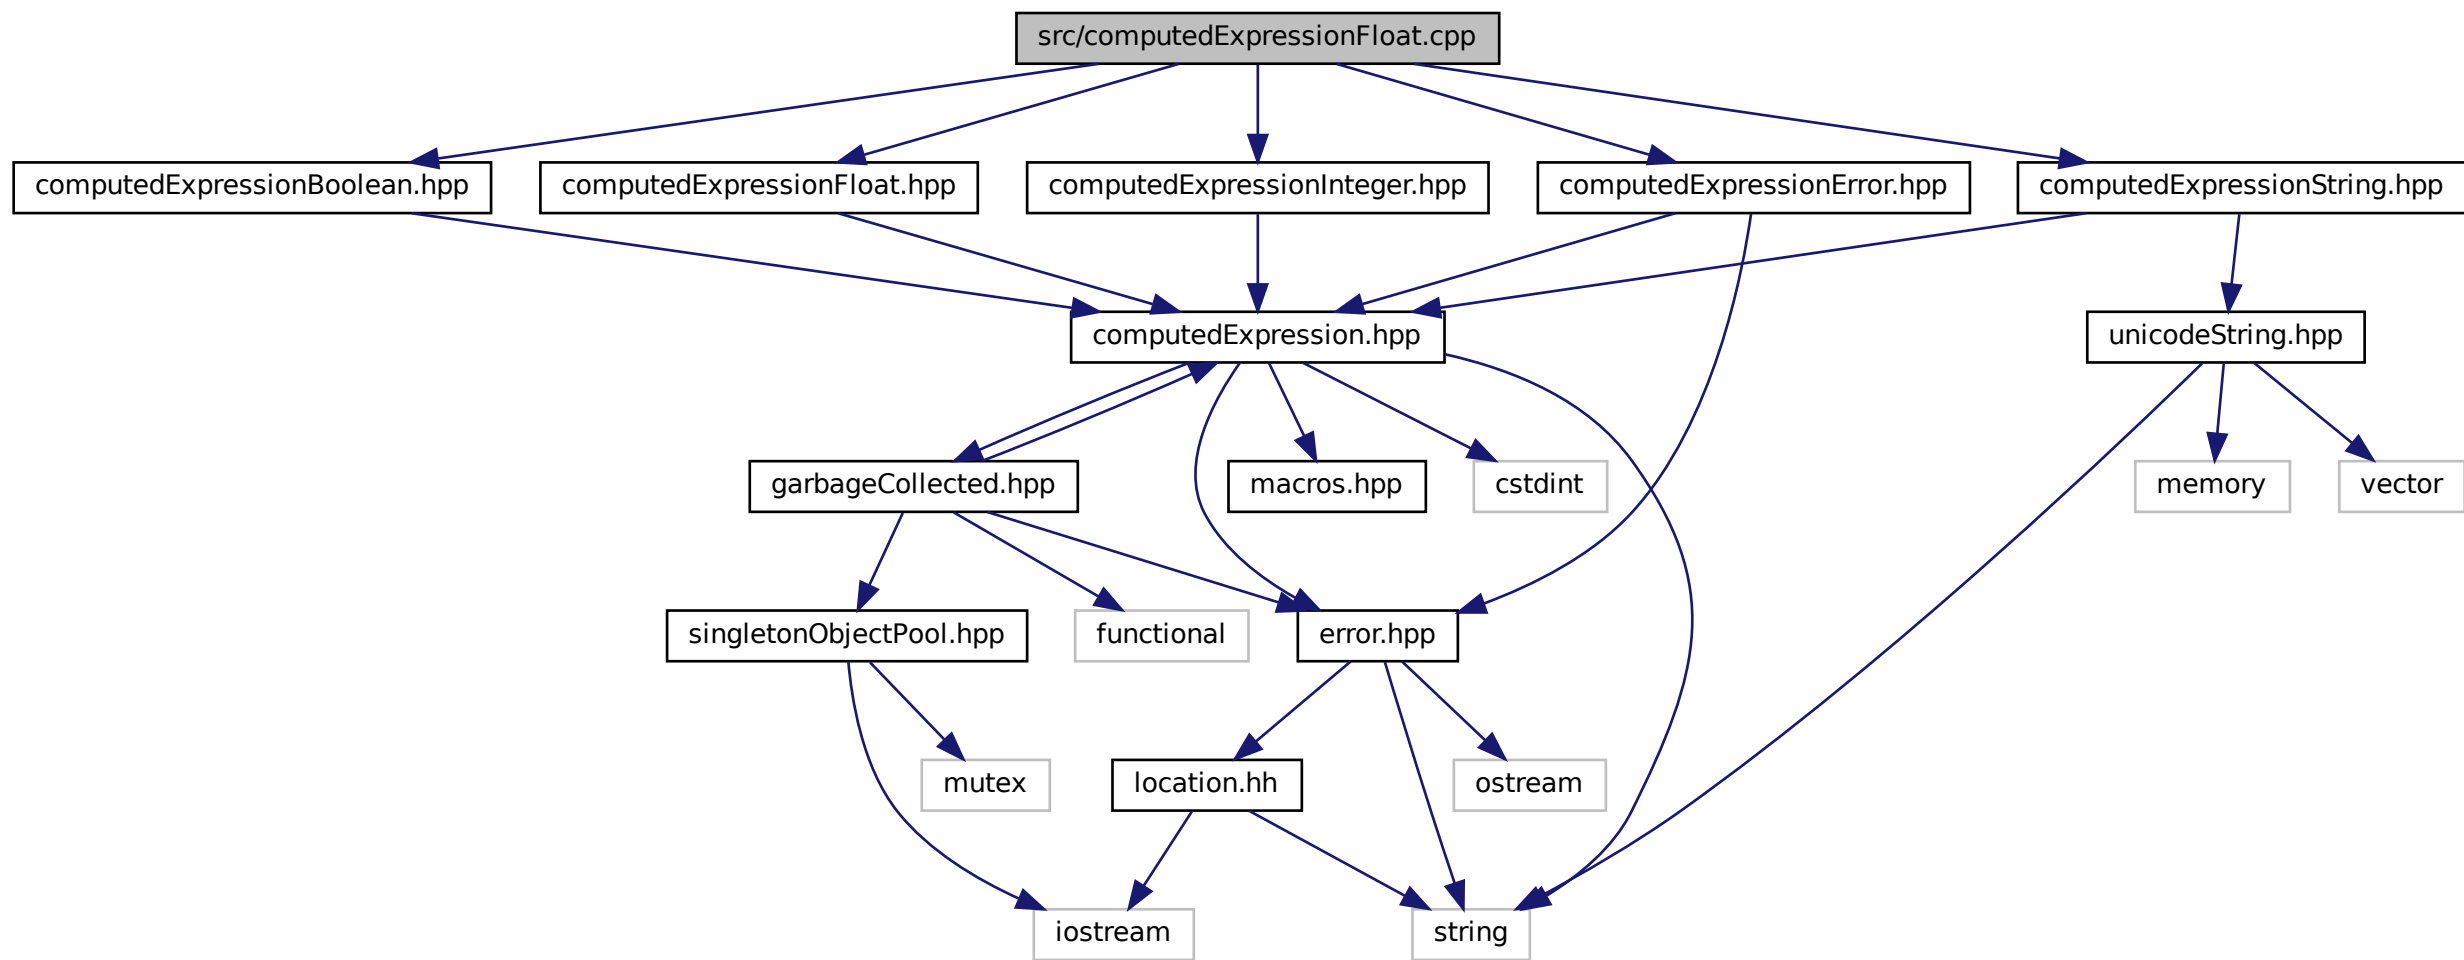 src/computedExpressionFloat.cpp
computedExpressionBoolean.hpp
computedExpressionFloat.hpp
computedExpressionInteger.hpp
computedExpressionError.hpp
computedExpressionString.hpp
computedExpression.hpp
unicodeString.hpp
garbageCollected.hpp
macros.hpp
cstdint
memory
vector
singletonObjectPool.hpp
functional
error.hpp
mutex
location.hh
ostream
iostream
string